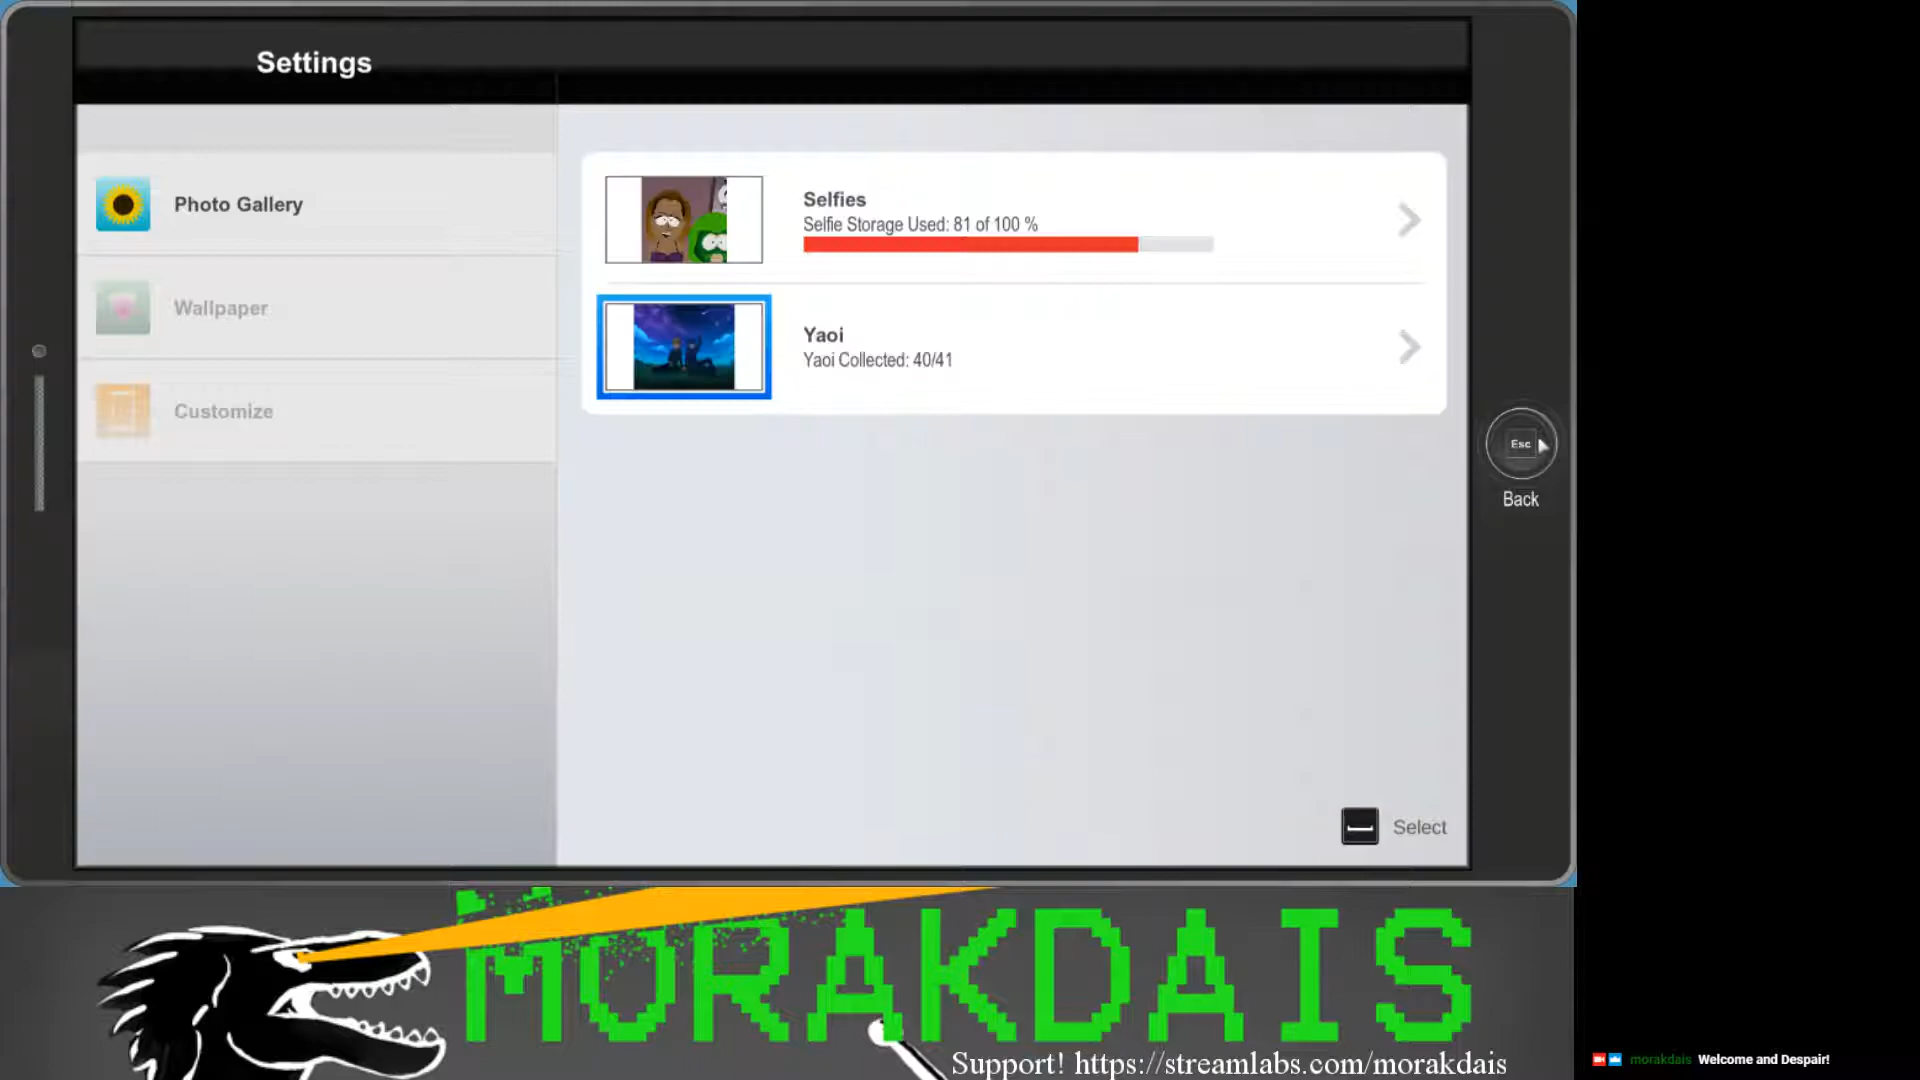 Settings
Photo Gallery
Wallpaper
Customize
Selfies
Selfie Storage Used: 81 of 100 %
Yaoi
Yaoi Collected: 40/41
Esc
Back
Select
MORAKDAIS
Support! https://streamlabs.com/morakdais
morakdais Welcome and Despair!